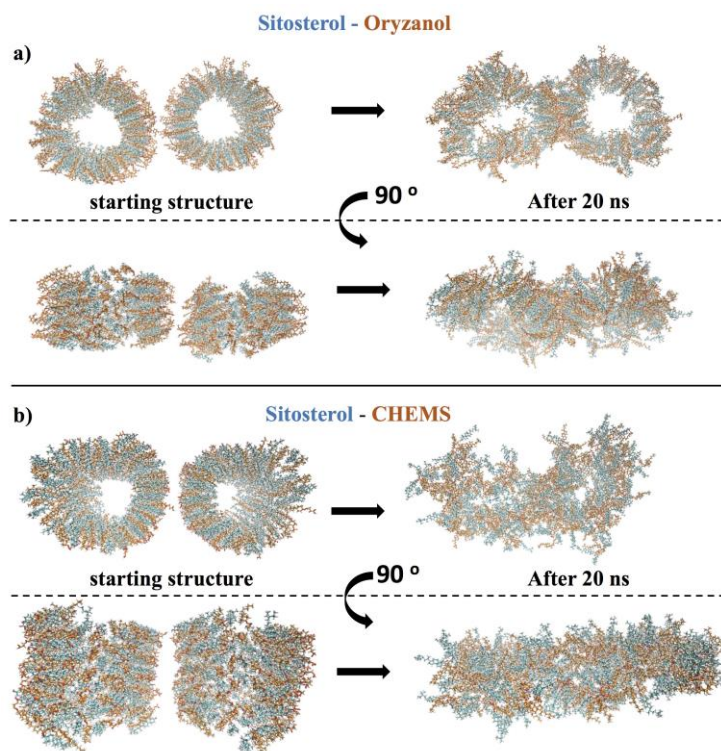 Sitosterol - Oryzanol
a)
starting structure
90 º
After 20 ns
b)
Sitosterol - CHEMS
starting structure
90 º
After 20 ns